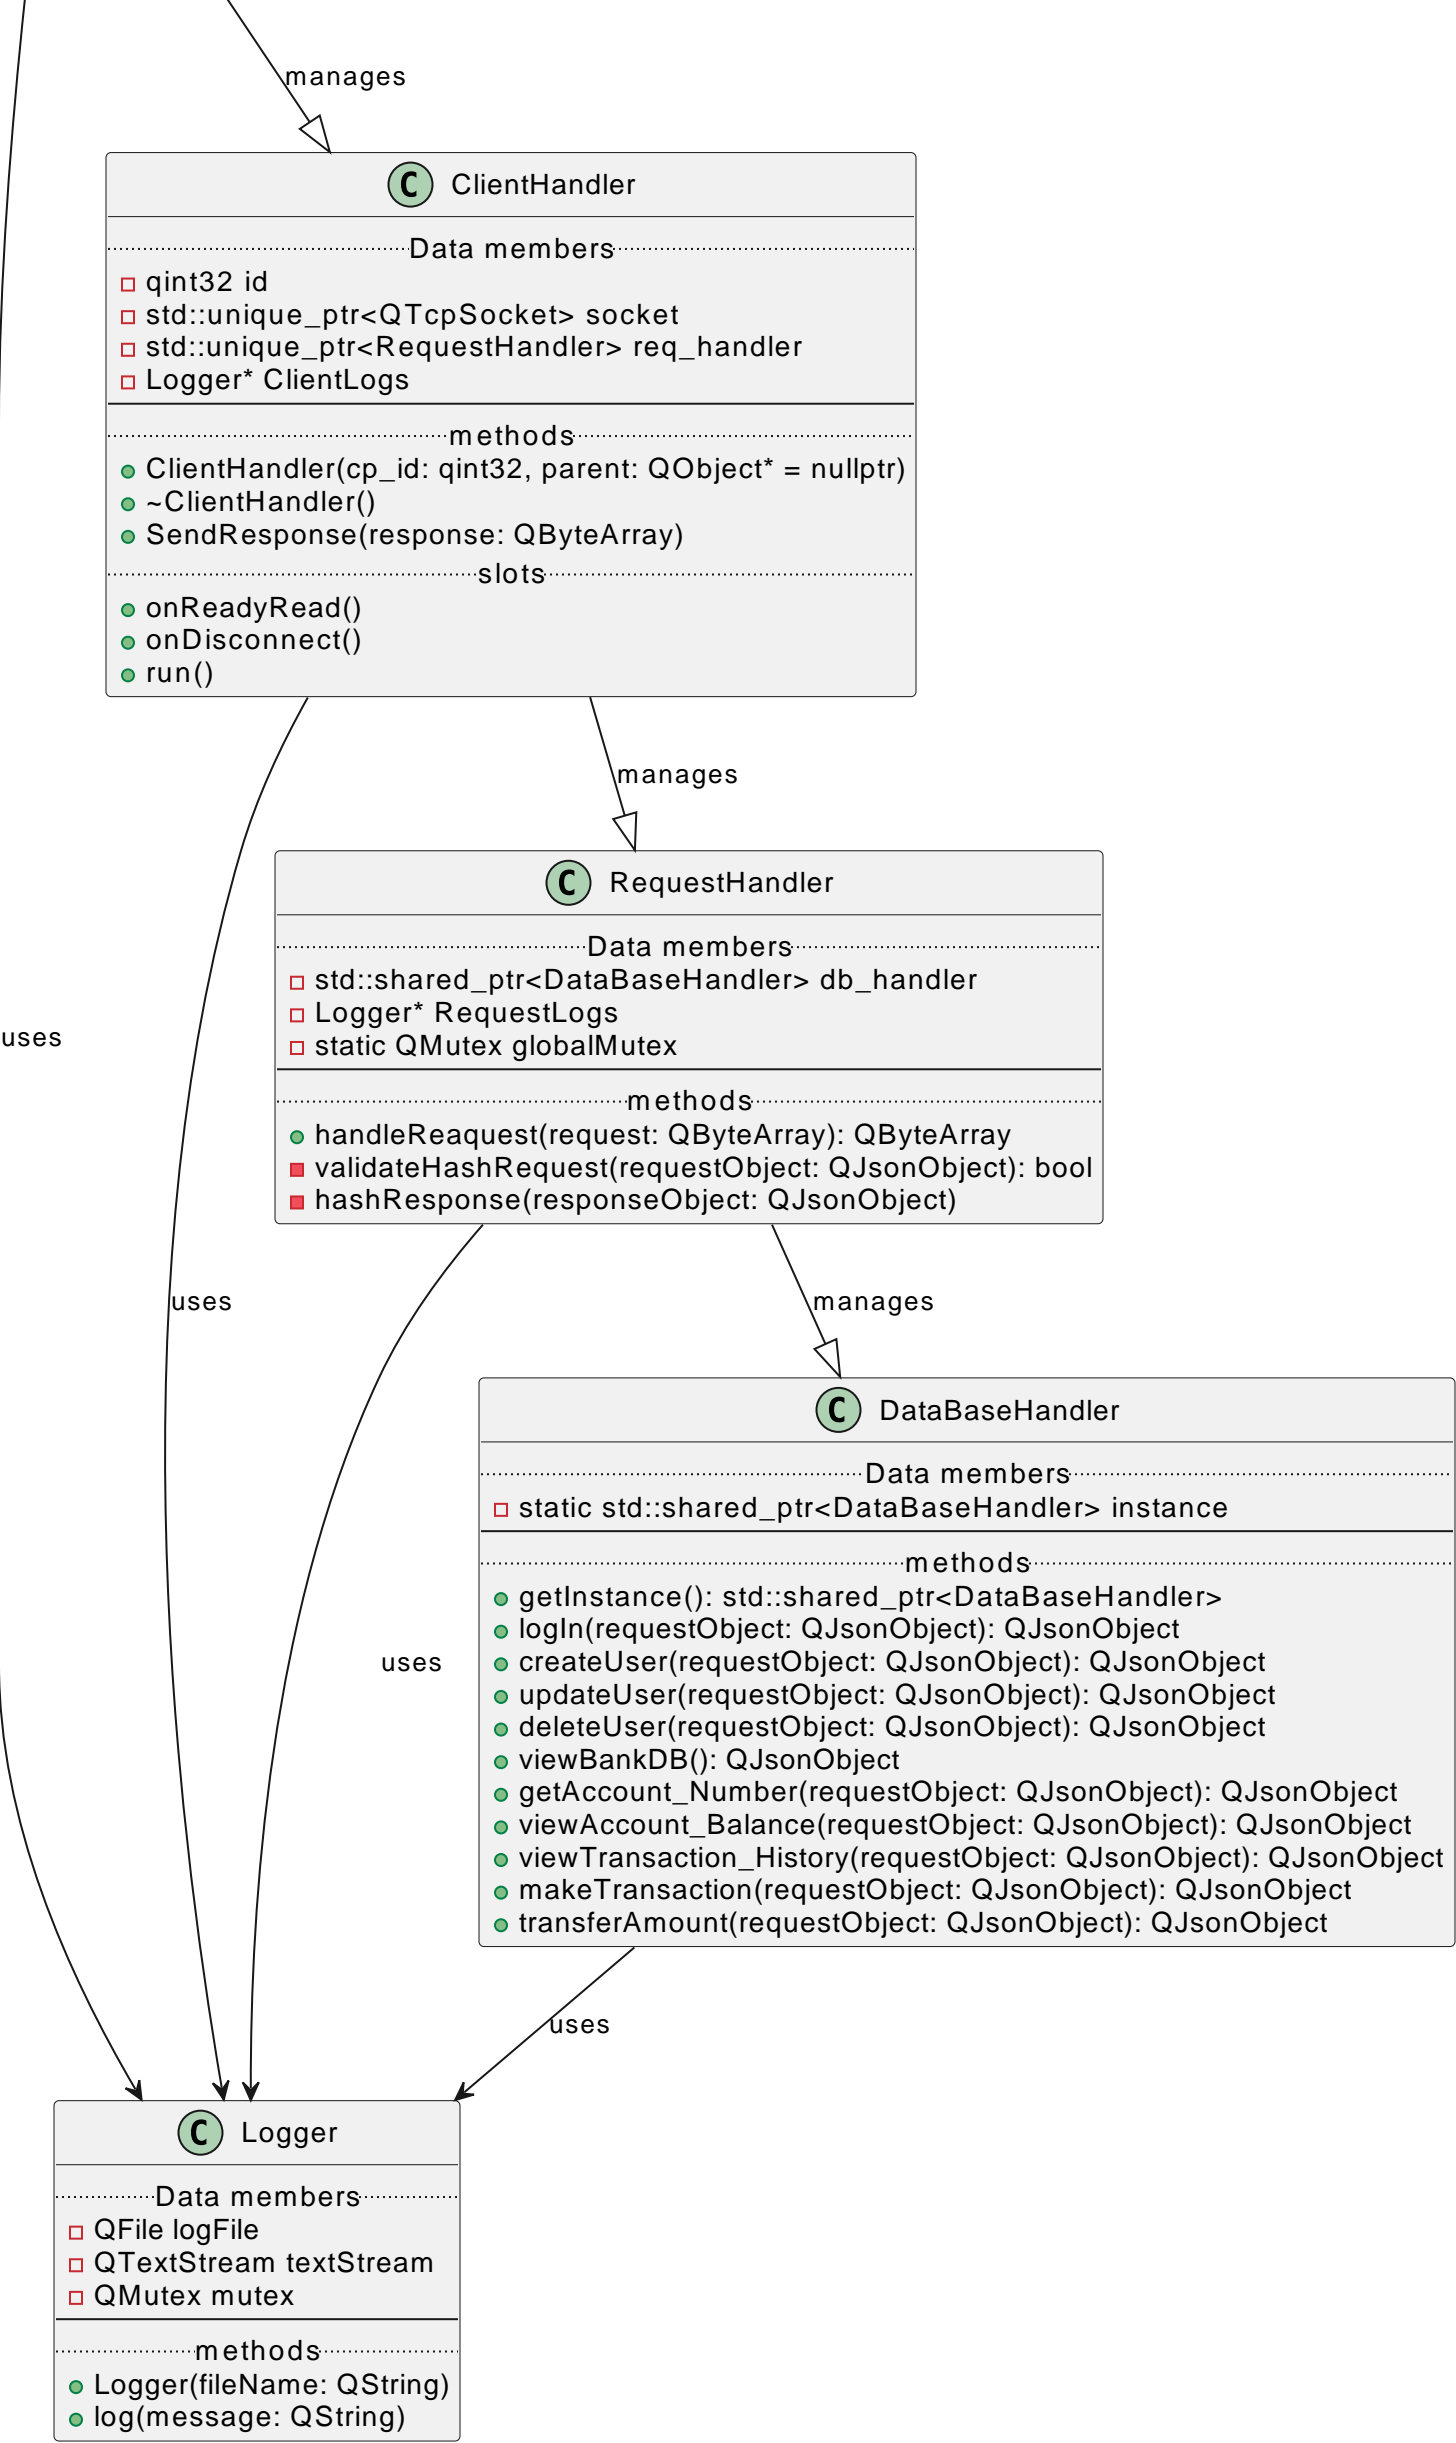 manages
C ClientHandler
Data members
qint32 id
std::unique_ptr<QTcpSocket> socket
std::unique_ptr<RequestHandler> req_handler
Logger* ClientLogs
methods
ClientHandler(cp_id: qint32, parent: QObject* = nullptr)
~ClientHandler()
SendResponse(response: QByteArray)
slots
onReadyRead()
onDisconnect()
run()
manages
C RequestHandler
Data members
std::shared_ptr<DataBaseHandler> db_handler
Logger* RequestLogs
static QMutex globalMutex
uses
methods
handleReaquest(request: QByteArray): QByteArray
validateHashRequest(requestObject: QJsonObject): bool
hashResponse(responseObject: QJsonObject)
uses
manages
C DataBaseHandler
Data members
static std::shared_ptr<DataBaseHandler> instance
methods
getInstance(): std::shared_ptr<DataBaseHandler>
logIn(requestObject: QJsonObject): QJsonObject
createUser(requestObject: QJsonObject): QJsonObject
updateUser(requestObject: QJsonObject): QJsonObject
deleteUser(requestObject: QJsonObject): QJsonObject
viewBankDB(): QJsonObject
getAccount_Number(requestObject: QJsonObject): QJsonObject
viewAccount_Balance(requestObject: QJsonObject): QJsonObject
viewTransaction_History(requestObject: QJsonObject): QJsonObject
makeTransaction(requestObject: QJsonObject): QJsonObject
transferAmount(requestObject: QJsonObject): QJsonObject
uses
uses
C Logger
Data members
QFile logFile
QTextStream textStream
QMutex mutex
methods
Logger(fileName: QString)
log(message: QString)